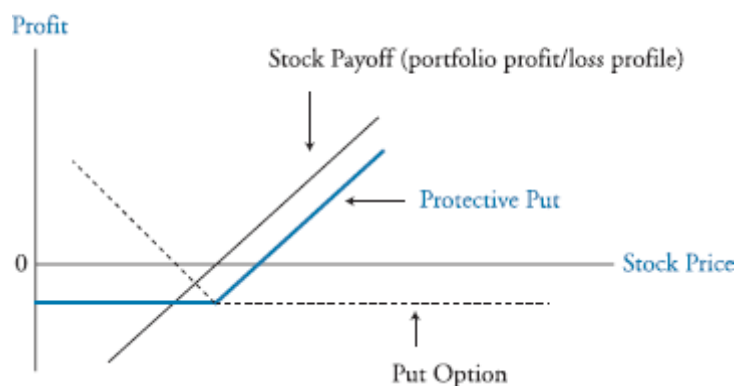 Profit
Stock Payoff (portfolio profit/loss profile)
Protective Put
0
Stock Price
Put Option